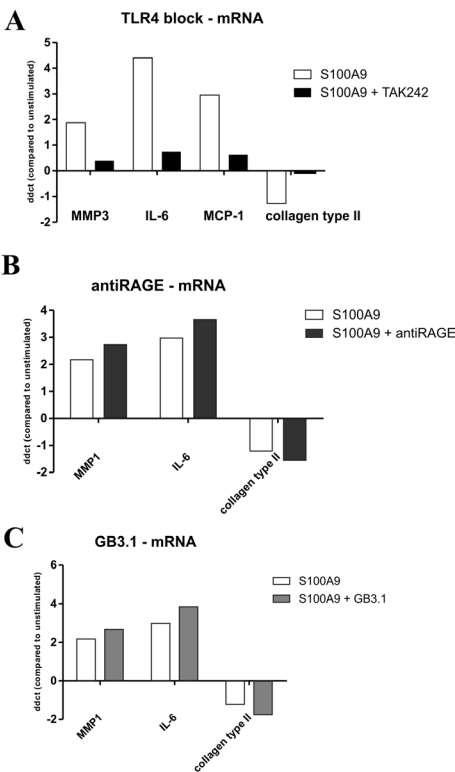 A
TLR4 block - mRNA
ddct (compared to unstimulated)
5
4
3
2
1
0
-1
-2
MMP3 IL-6 MCP-1 collagen type II
S100A9
S100A9 + TAK242
B
antiRAGE - mRNA
ddct (compared to unstimulated)
4
3
2
1
0
-1
-2
MMP1
IL-6
collagen type II
S100A9
S100A9 + antiRAGE
C
GB3.1 - mRNA
ddct (compared to unstimulated)
6
4
2
0
-2
MMP1
IL-6
collagen type II
S100A9
S100A9 + GB3.1